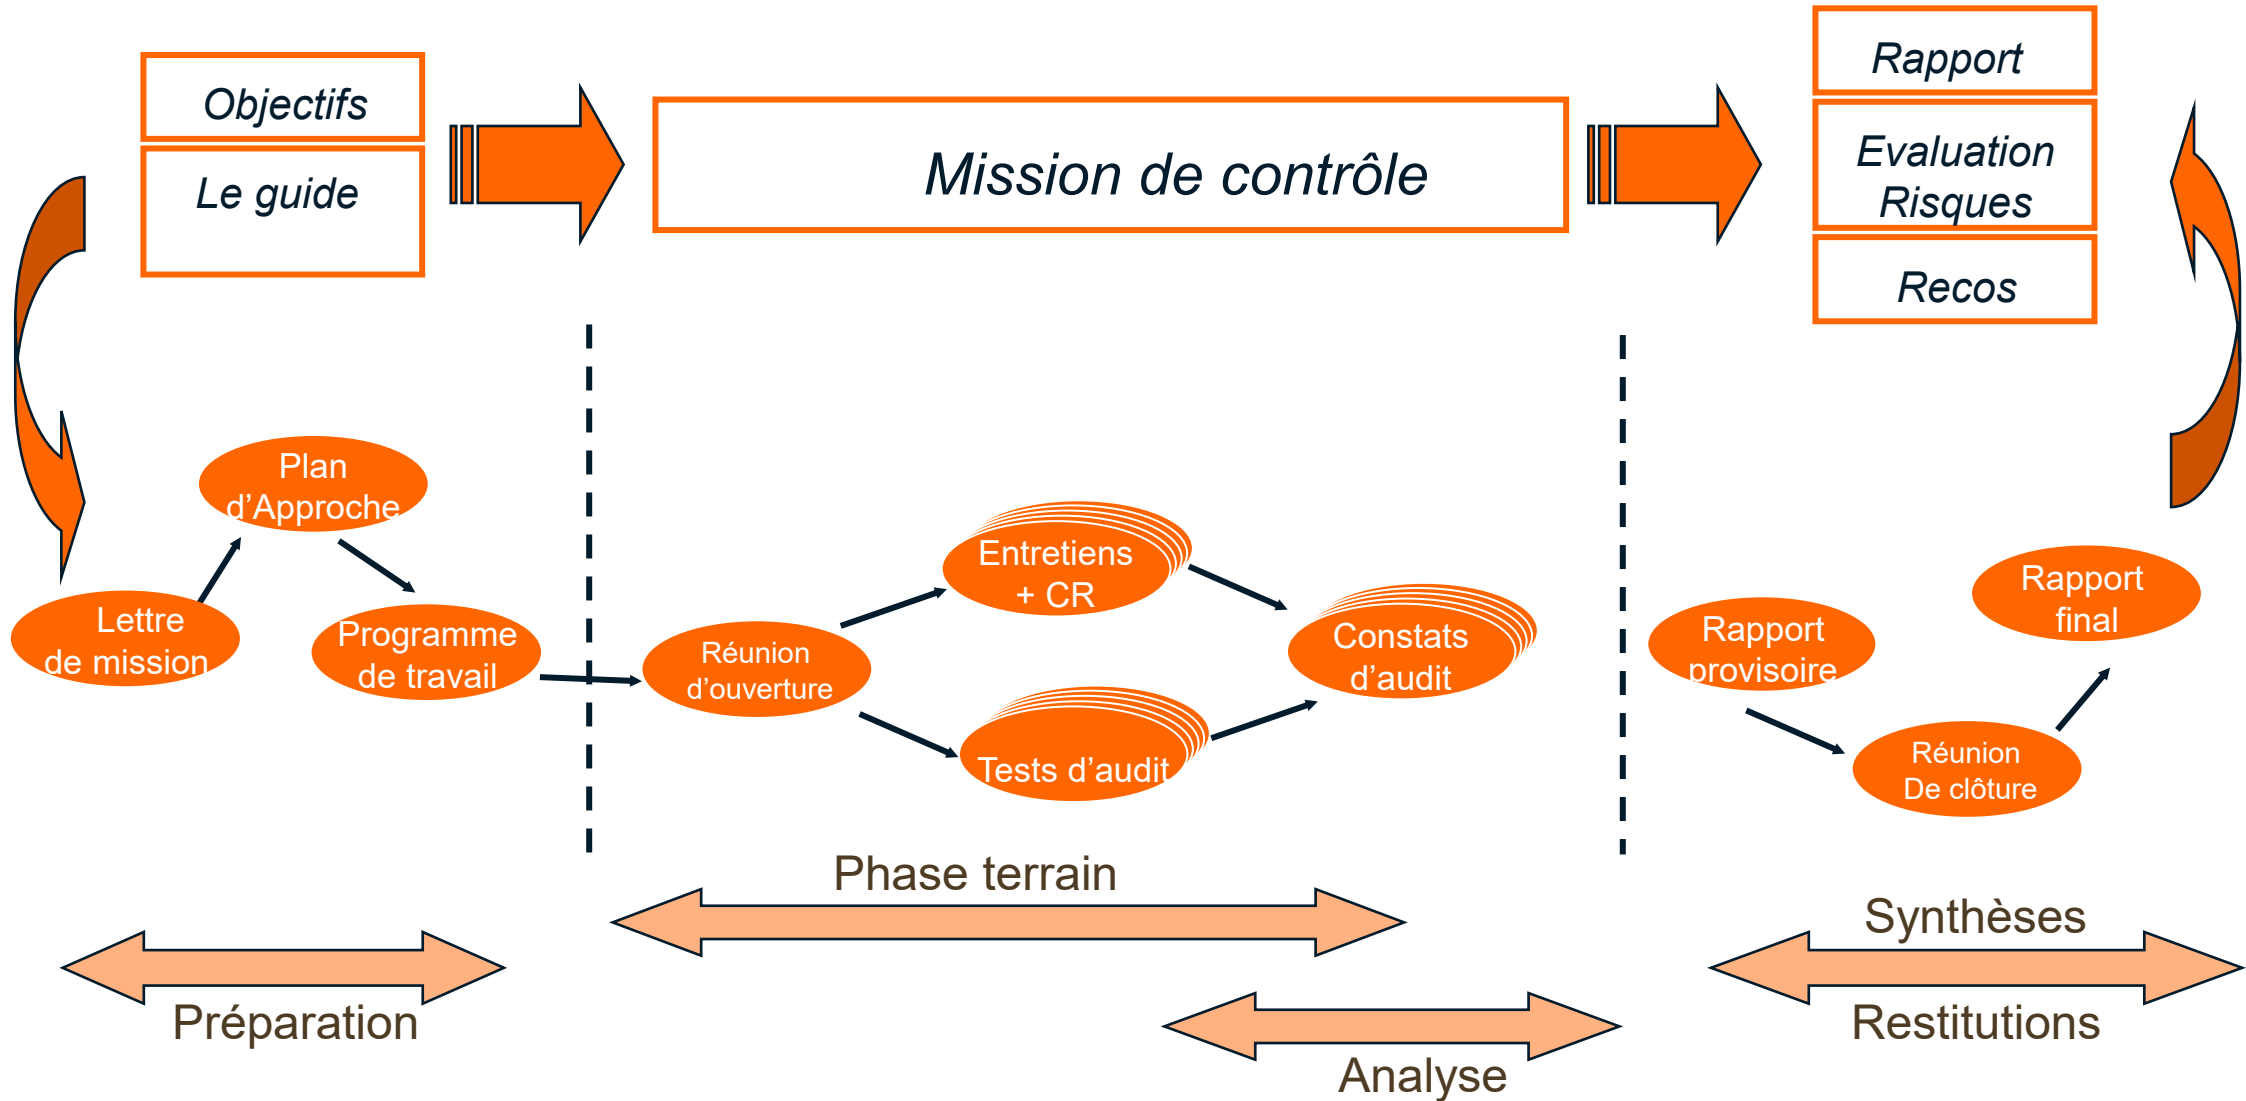 Objectifs
Le guide
Mission de contrôle
Rapport
Evaluation
Risques
Recos
Plan
d’Approche
Lettre
de mission
Programme
de travail
Réunion
d’ouverture
Entretiens
+ CR
Tests d’audit
Constats
d’audit
Rapport
provisoire
Réunion
De clôture
Rapport
final
Préparation
Phase terrain
Analyse
Synthèses
Restitutions